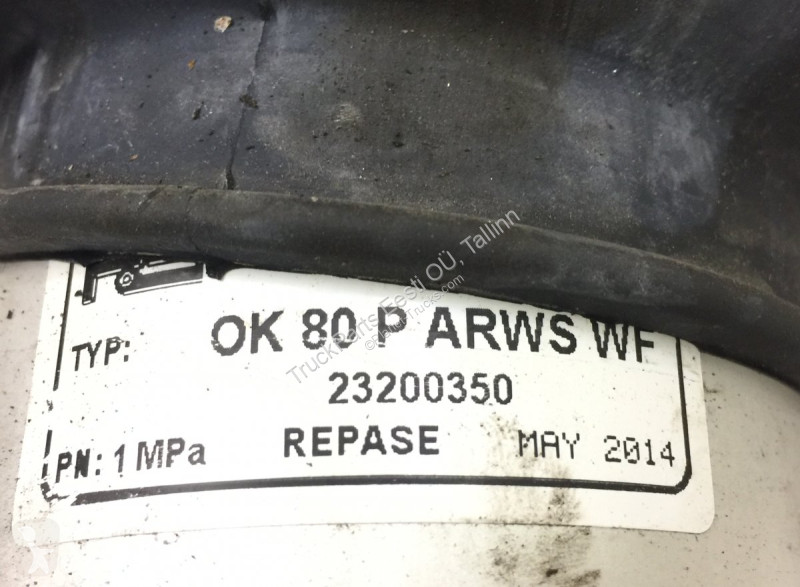 TYP: OK 80 P ARWS WF
23200350
PN: 1 MPa REPASE MAY 2014
TruckParts Eesti OÜ, Tallinn